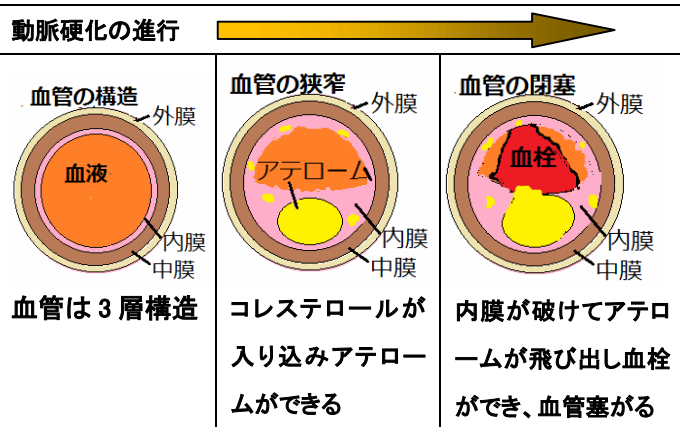 動脈硬化の進行
血管の構造
外膜
血液
内膜
中膜
血管は3層構造
血管の狭窄
外膜
アテローム
内膜
中膜
コレステロールが
入り込みアテロー
ムができる
血管の閉塞
外膜
血栓
内膜
中膜
内膜が破けてアテロ
ームが飛び出し血栓
ができ、血管塞がる